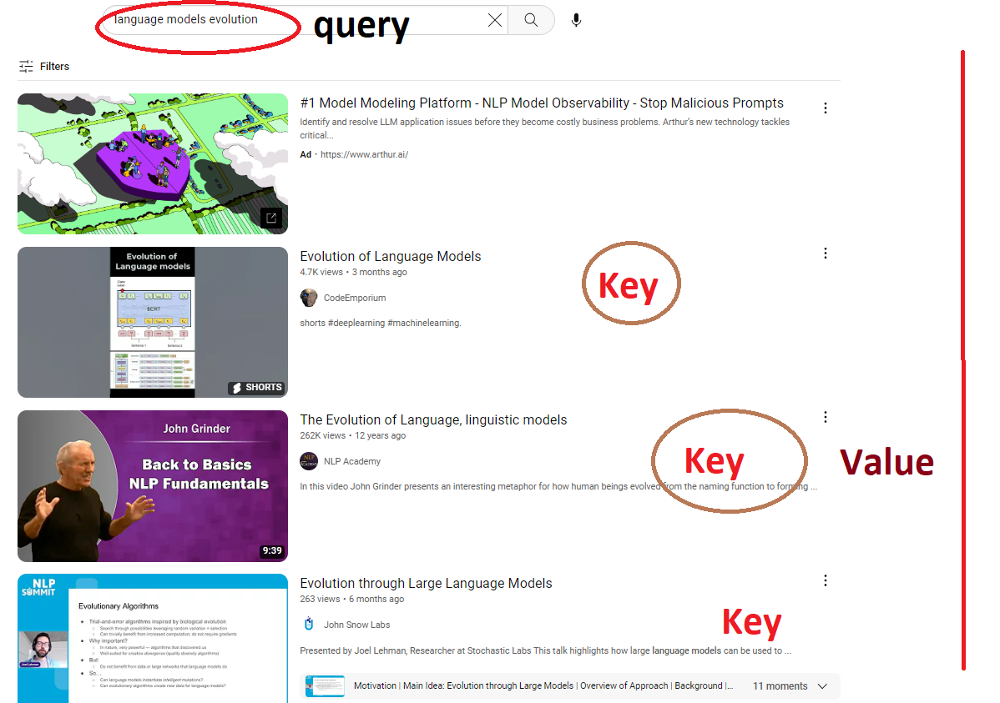 language models evolution
query
Filters
#1 Model Modeling Platform - NLP Model Observability - Stop Malicious Prompts
Identify and resolve LLM application issues before they become costly business problems. Arthur's new technology tackles
critical...
Ad · https://www.arthur.ai/
Evolution of
Language models
BERT
SHORTS
Evolution of Language Models
4.7K views • 3 months ago
CodeEmporium
shorts #deeplearning #machinelearning.
Key
John Grinder
Back to Basics
NLP Fundamentals
9:39
The Evolution of Language, linguistic models
262K views • 12 years ago
NLP Academy
In this video John Grinder presents an interesting metaphor for how human beings evolved from the naming function to forming ...
Key
Value
NLP
SUMMIT
Evolutionary Algorithms
• Trial-and-error algorithms inspired by biological evolution
○ Search through possibilities leveraging random variation + selection
○ Can trivially benefit from increased computation; do not require gradients
• Why important?
○ In nature, very powerful — algorithms that discovered us
○ Well-suited for creative divergence (quality diversity algorithms)
• But:
○ Do not benefit from data or large networks that language models do
• So...
○ Can language models instantiate intelligent mutations?
○ Can evolutionary algorithms create new data for language models?
Joel Lehman
Evolution through Large Language Models
263 views • 6 months ago
John Snow Labs
Presented by Joel Lehman, Researcher at Stochastic Labs This talk highlights how large language models can be used to ...
Key
Motivation | Main Idea: Evolution through Large Models | Overview of Approach | Background |...
11 moments